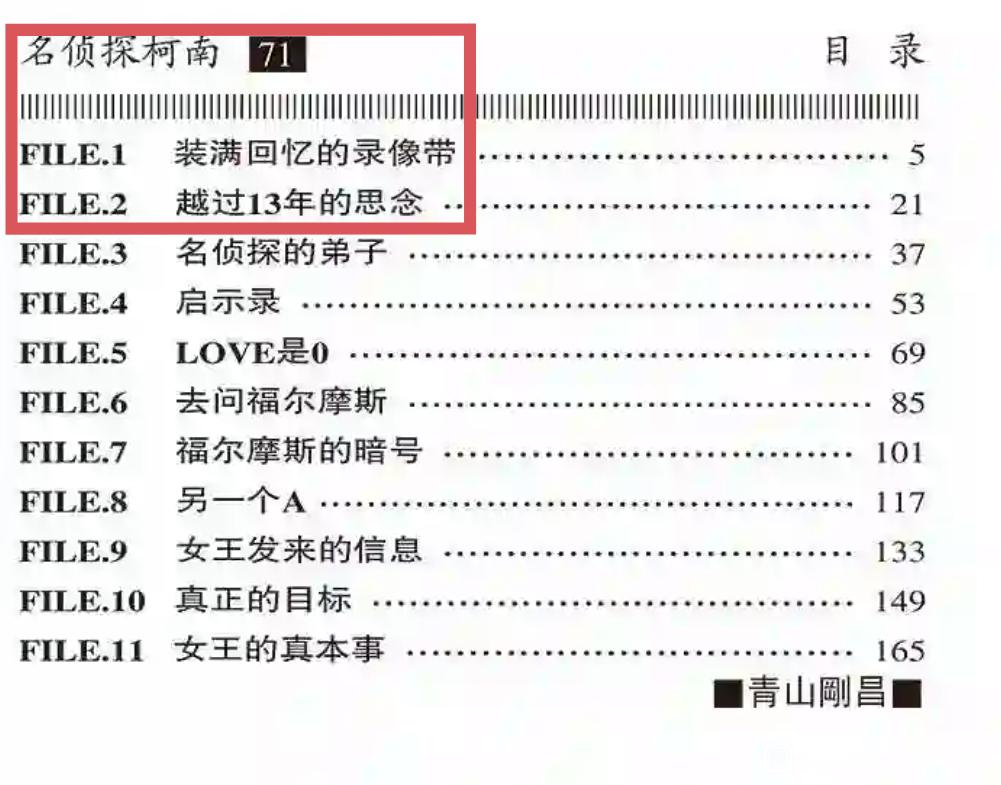 名侦探柯南 71 目 录
FILE.1 装满回忆的录像带 5
FILE.2 越过13年的思念 21
FILE.3 名侦探的弟子 37
FILE.4 启示录 53
FILE.5 LOVE是0 69
FILE.6 去问福尔摩斯 85
FILE.7 福尔摩斯的暗号 101
FILE.8 另一个A 117
FILE.9 女王发来的信息 133
FILE.10 真正的目标 149
FILE.11 女王的真本事 165
■青山剛昌■